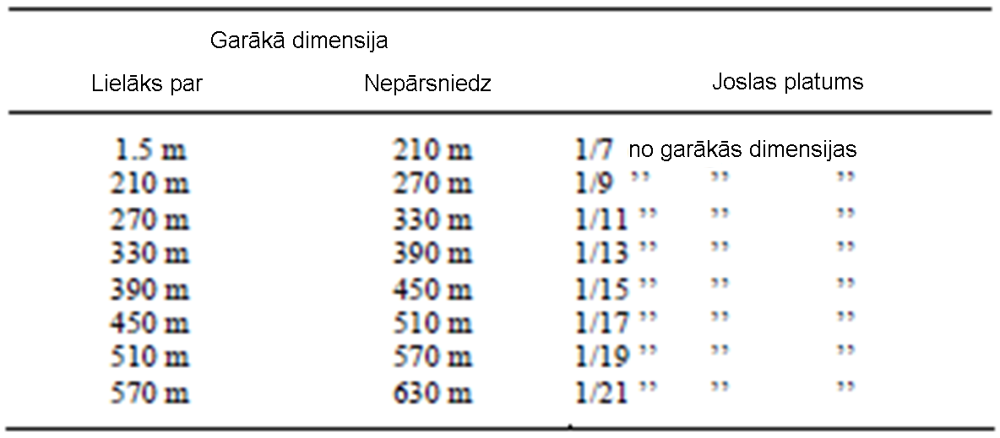 Garākā dimensija
Lielāks par Nepārsniedz Joslas platums
1.5 m 210 m 1/7 no garākās dimensijas
210 m 270 m 1/9 ” ” ”
270 m 330 m 1/11 ” ” ”
330 m 390 m 1/13 ” ” ”
390 m 450 m 1/15 ” ” ”
450 m 510 m 1/17 ” ” ”
510 m 570 m 1/19 ” ” ”
570 m 630 m 1/21 ” ” ”